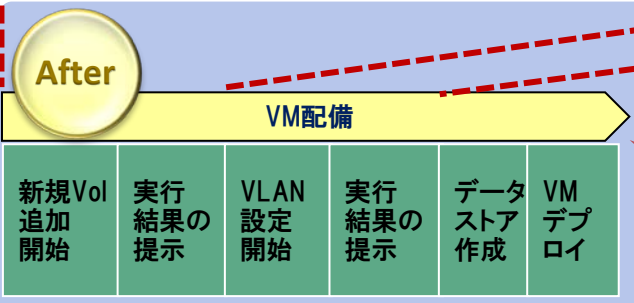 After
VM配備
新規Vol
追加
開始
実行
結果の
提示
VLAN
設定
開始
実行
結果の
提示
データ
ストア
作成
VM
デプ
ロイ